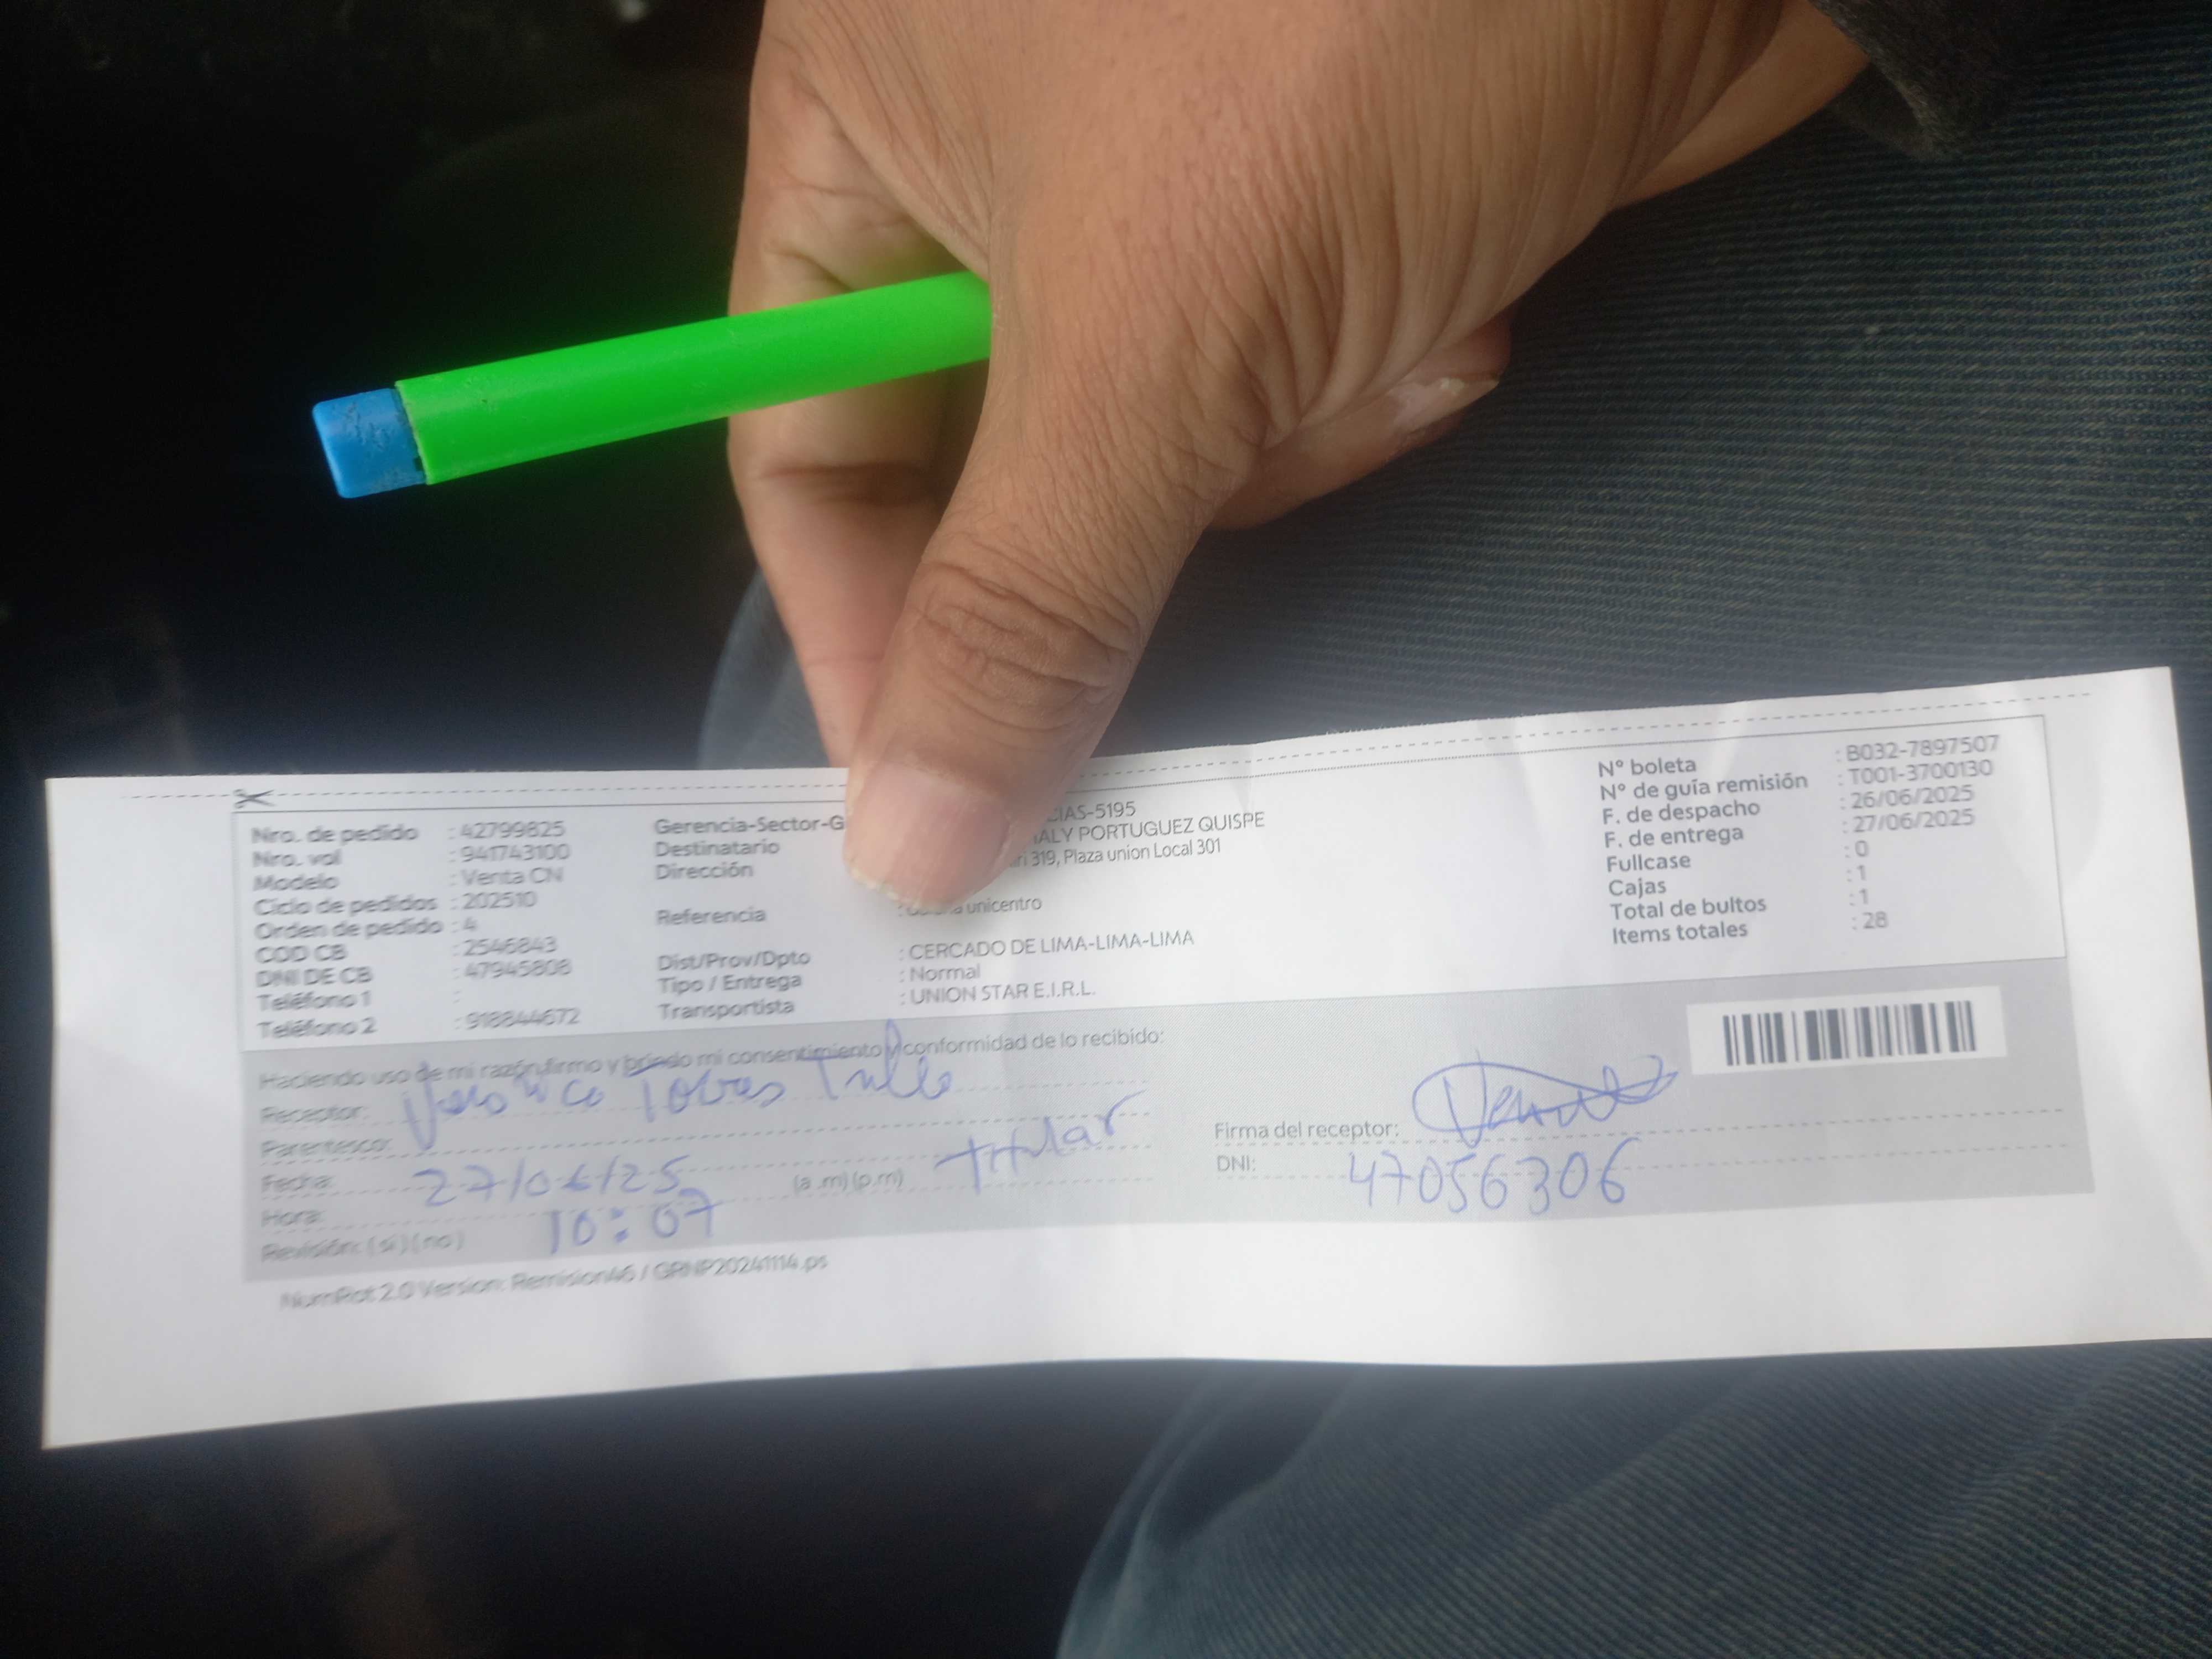 Nro. de pedido : 42799825
Nro. val : 941743100
Modelo : Venta CN
Ciclo de pedidos : 202510
Orden de pedido : 4
COD CB : 2546843
DNI DE CB : 47945808
Teléfono 1 :
Teléfono 2 : 918844672
Gerencia-Sector-G CIAS-5195
Destinatario ALY PORTUGUEZ QUISPE
Dirección ri 319, Plaza union Local 301
Referencia : unicentro
Dist/Prov/Dpto : CERCADO DE LIMA-LIMA-LIMA
Tipo / Entrega : Normal
Transportista : UNION STAR E.I.R.L.
N° boleta : B032-7897507
N° de guía remisión : T001-3700130
F. de despacho : 26/06/2025
F. de entrega : 27/06/2025
Fullcase : 0
Cajas : 1
Total de bultos : 1
Items totales : 28
Haciendo uso de mi razón,firmo y brindo mi consentimiento y conformidad de lo recibido:
Receptor:
Parentesco: Titular
Fecha: 27/06/25 (a .m) (p.m)
Hora: 10:07
Revisión: ( si ) ( no )
Firma del receptor:
DNI: 47056306
NumRot 2.0 Version: Remision46 / GRNP20241114.ps